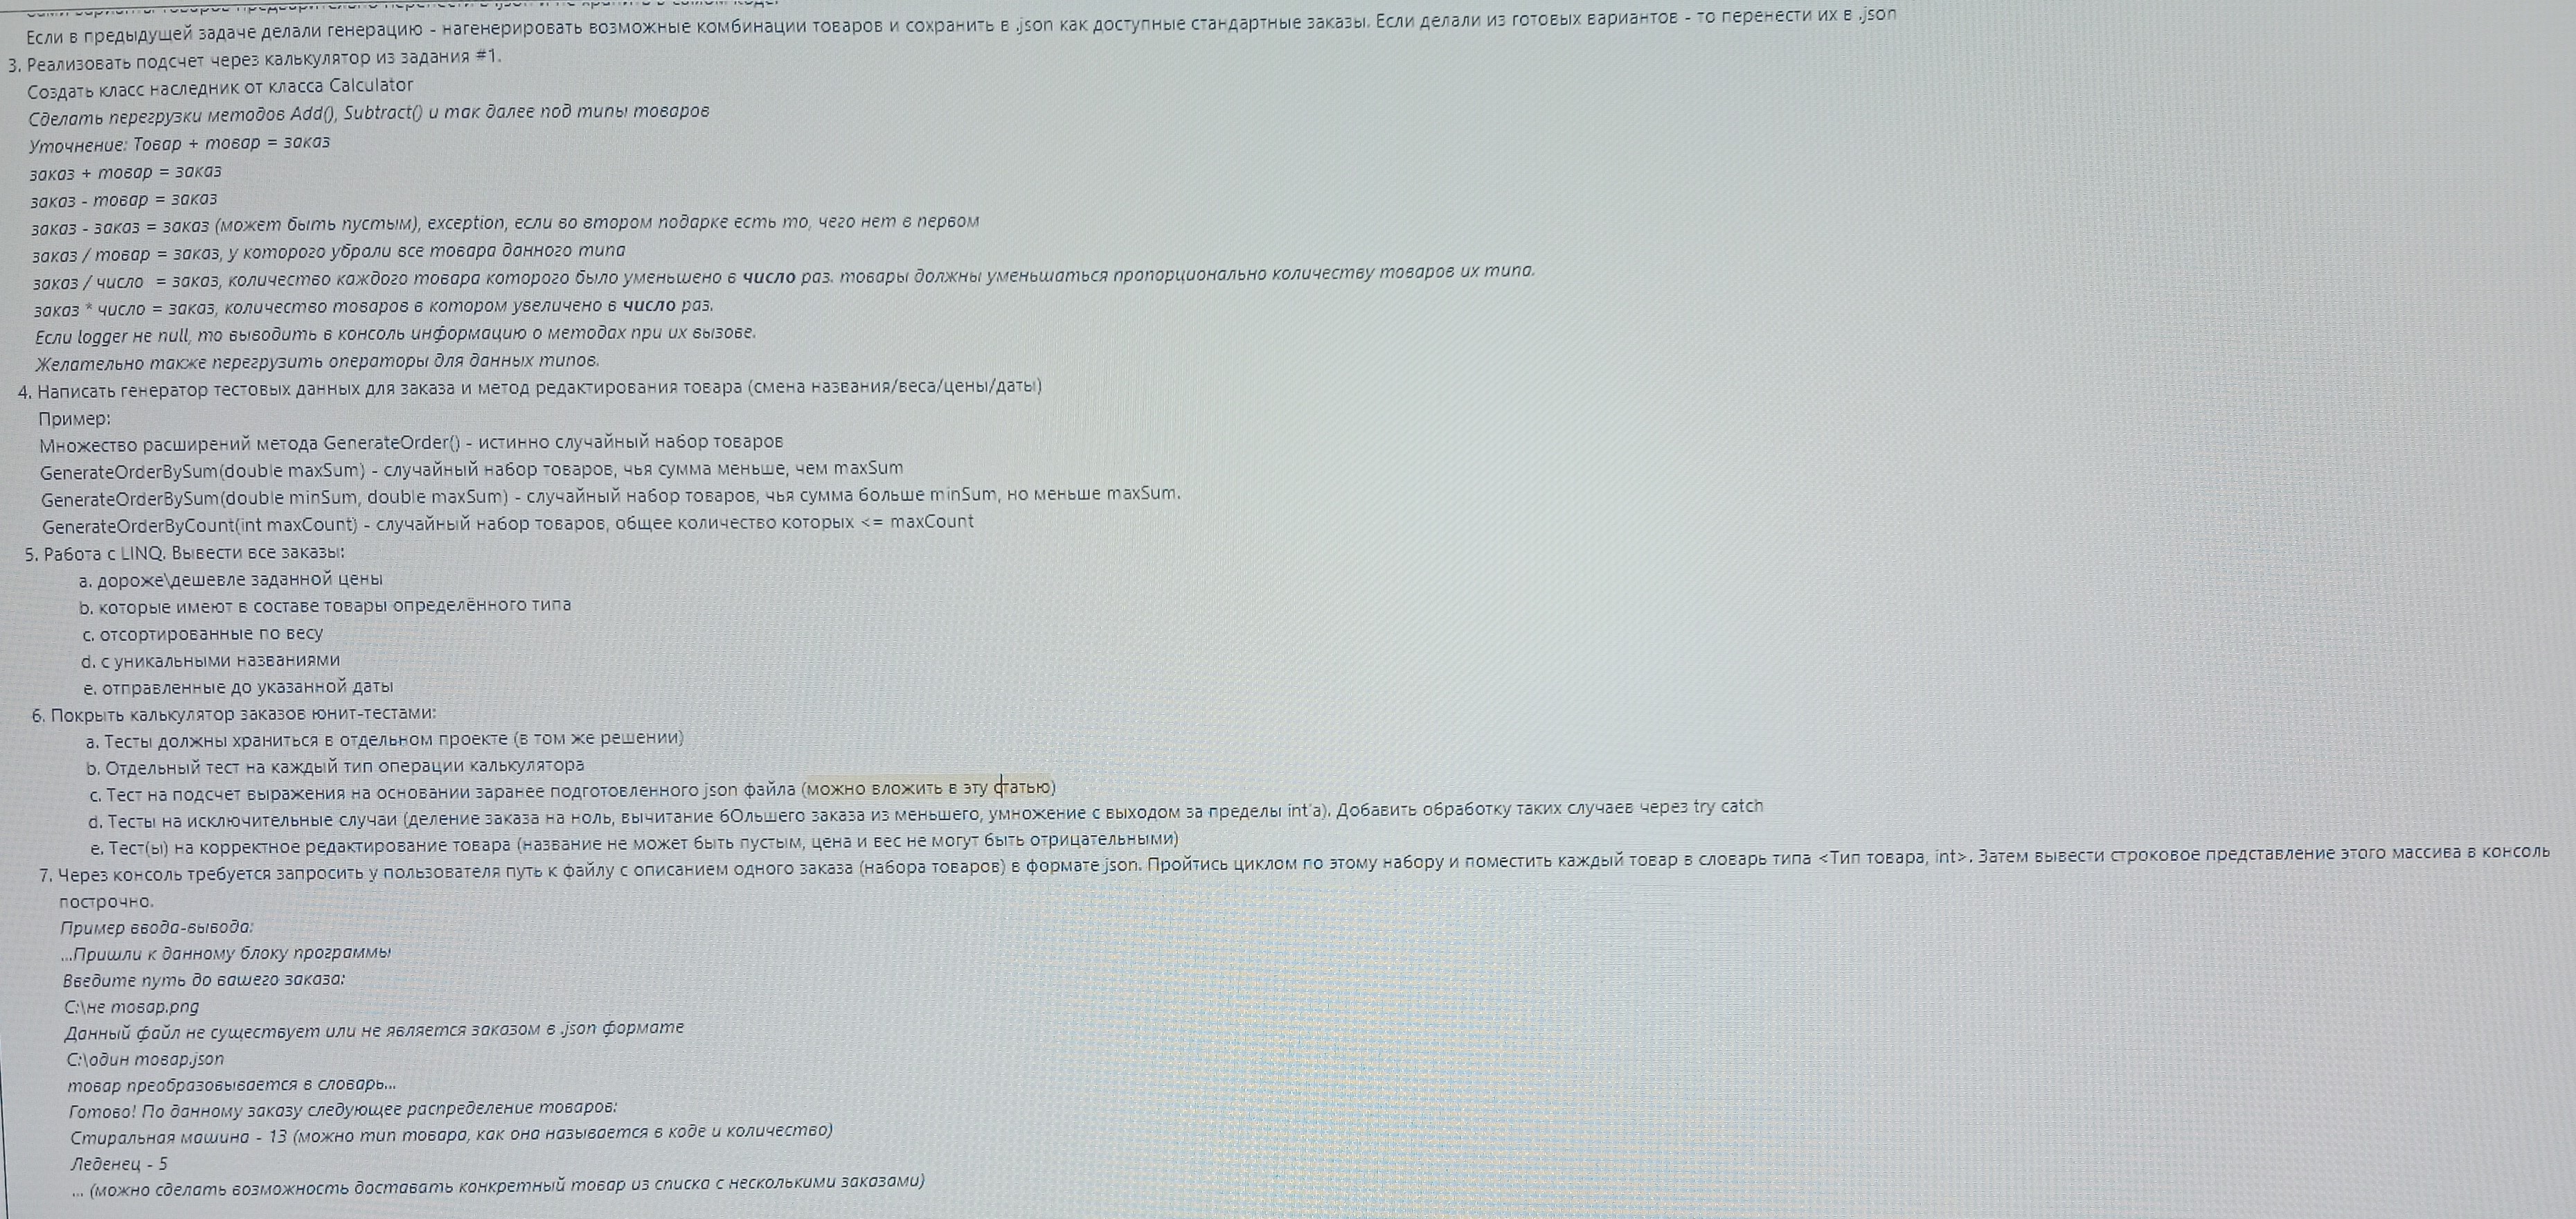 Если в предыдущей задаче делали генерацию - нагенерировать возможные комбинации товаров и сохранить в .json как доступные стандартные заказы. Если делали из готовых вариантов - то перенести их в .json
3. Реализовать подсчет через калькулятор из задания #1.
Создать класс наследник от класса Calculator
Сделать перегрузки методов Add(), Subtract() и так далее под типы товаров
Уточнение: Товар + товар = заказ
заказ + товар = заказ
заказ - товар = заказ
заказ - заказ = заказ (может быть пустым), exception, если во втором подарке есть то, чего нет в первом
заказ / товар = заказ, у которого убрали все товара данного типа
заказ / число = заказ, количество каждого товара которого было уменьшено в число раз. товары должны уменьшаться пропорционально количеству товаров их типа.
заказ * число = заказ, количество товаров в котором увеличено в число раз.
Если logger не null, то выводить в консоль информацию о методах при их вызове.
Желательно также перегрузить операторы для данных типов.
4. Написать генератор тестовых данных для заказа и метод редактирования товара (смена названия/веса/цены/даты)
Пример:
Множество расширений метода GenerateOrder() - истинно случайный набор товаров
GenerateOrderBySum(double maxSum) - случайный набор товаров, чья сумма меньше, чем maxSum
GenerateOrderBySum(double minSum, double maxSum) - случайный набор товаров, чья сумма больше minSum, но меньше maxSum.
GenerateOrderByCount(int maxCount) - случайный набор товаров, общее количество которых <= maxCount
5. Работа с LINQ. Вывести все заказы:
a. дороже\дешевле заданной цены
b. которые имеют в составе товары определённого типа
c. отсортированные по весу
d. с уникальными названиями
e. отправленные до указанной даты
6. Покрыть калькулятор заказов юнит-тестами:
a. Тесты должны храниться в отдельном проекте (в том же решении)
b. Отдельный тест на каждый тип операции калькулятора
c. Тест на подсчет выражения на основании заранее подготовленного json файла (можно вложить в эту статью)
d. Тесты на исключительные случаи (деление заказа на ноль, вычитание бОльшего заказа из меньшего, умножение с выходом за пределы int'а). Добавить обработку таких случаев через try catch
e. Тест(ы) на корректное редактирование товара (название не может быть пустым, цена и вес не могут быть отрицательными)
7. Через консоль требуется запросить у пользователя путь к файлу с описанием одного заказа (набора товаров) в формате json. Пройтись циклом по этому набору и поместить каждый товар в словарь типа <Тип товара, int>. Затем вывести строковое представление этого массива в консоль
построчно.
Пример ввода-вывода:
...Пришли к данному блоку программы
Введите путь до вашего заказа:
C:\не товар.png
Данный файл не существует или не является заказом в .json формате
C:\один товар.json
товар преобразовывается в словарь...
Готово! По данному заказу следующее распределение товаров:
Стиральная машина - 13 (можно тип товара, как она называется в коде и количество)
Леденец - 5
... (можно сделать возможность доставать конкретный товар из списка с несколькими заказами)